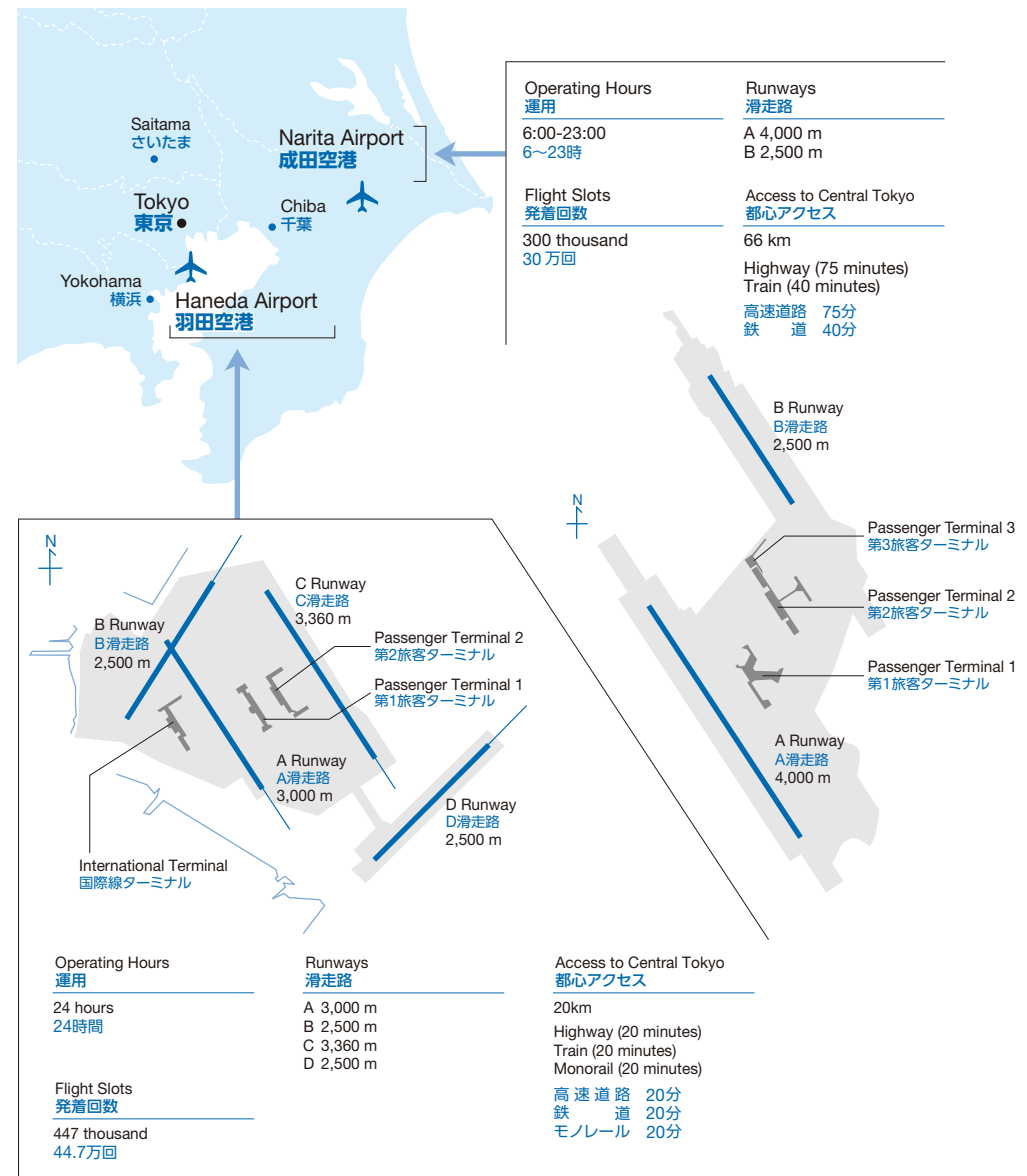 Saitama
さいたま
Narita Airport
成田空港
Tokyo
東京
Chiba
千葉
Yokohama
横浜
Haneda Airport
羽田空港
Operating Hours
運用
6:00-23:00
6〜23時
Runways
滑走路
A 4,000 m
B 2,500 m
Flight Slots
発着回数
300 thousand
30 万回
Access to Central Tokyo
都心アクセス
66 km
Highway (75 minutes)
Train (40 minutes)
高速道路 75分
鉄 道 40分
B Runway
B滑走路
2,500 m
N
Passenger Terminal 3
第3旅客ターミナル
Passenger Terminal 2
第2旅客ターミナル
Passenger Terminal 1
第1旅客ターミナル
A Runway
A滑走路
4,000 m
N
C Runway
C滑走路
3,360 m
B Runway
B滑走路
2,500 m
Passenger Terminal 2
第2旅客ターミナル
Passenger Terminal 1
第1旅客ターミナル
A Runway
A滑走路
3,000 m
D Runway
D滑走路
2,500 m
International Terminal
国際線ターミナル
Operating Hours
運用
24 hours
24時間
Flight Slots
発着回数
447 thousand
44.7万回
Runways
滑走路
A 3,000 m
B 2,500 m
C 3,360 m
D 2,500 m
Access to Central Tokyo
都心アクセス
20km
Highway (20 minutes)
Train (20 minutes)
Monorail (20 minutes)
高速道路 20分
鉄 道 20分
モノレール 20分